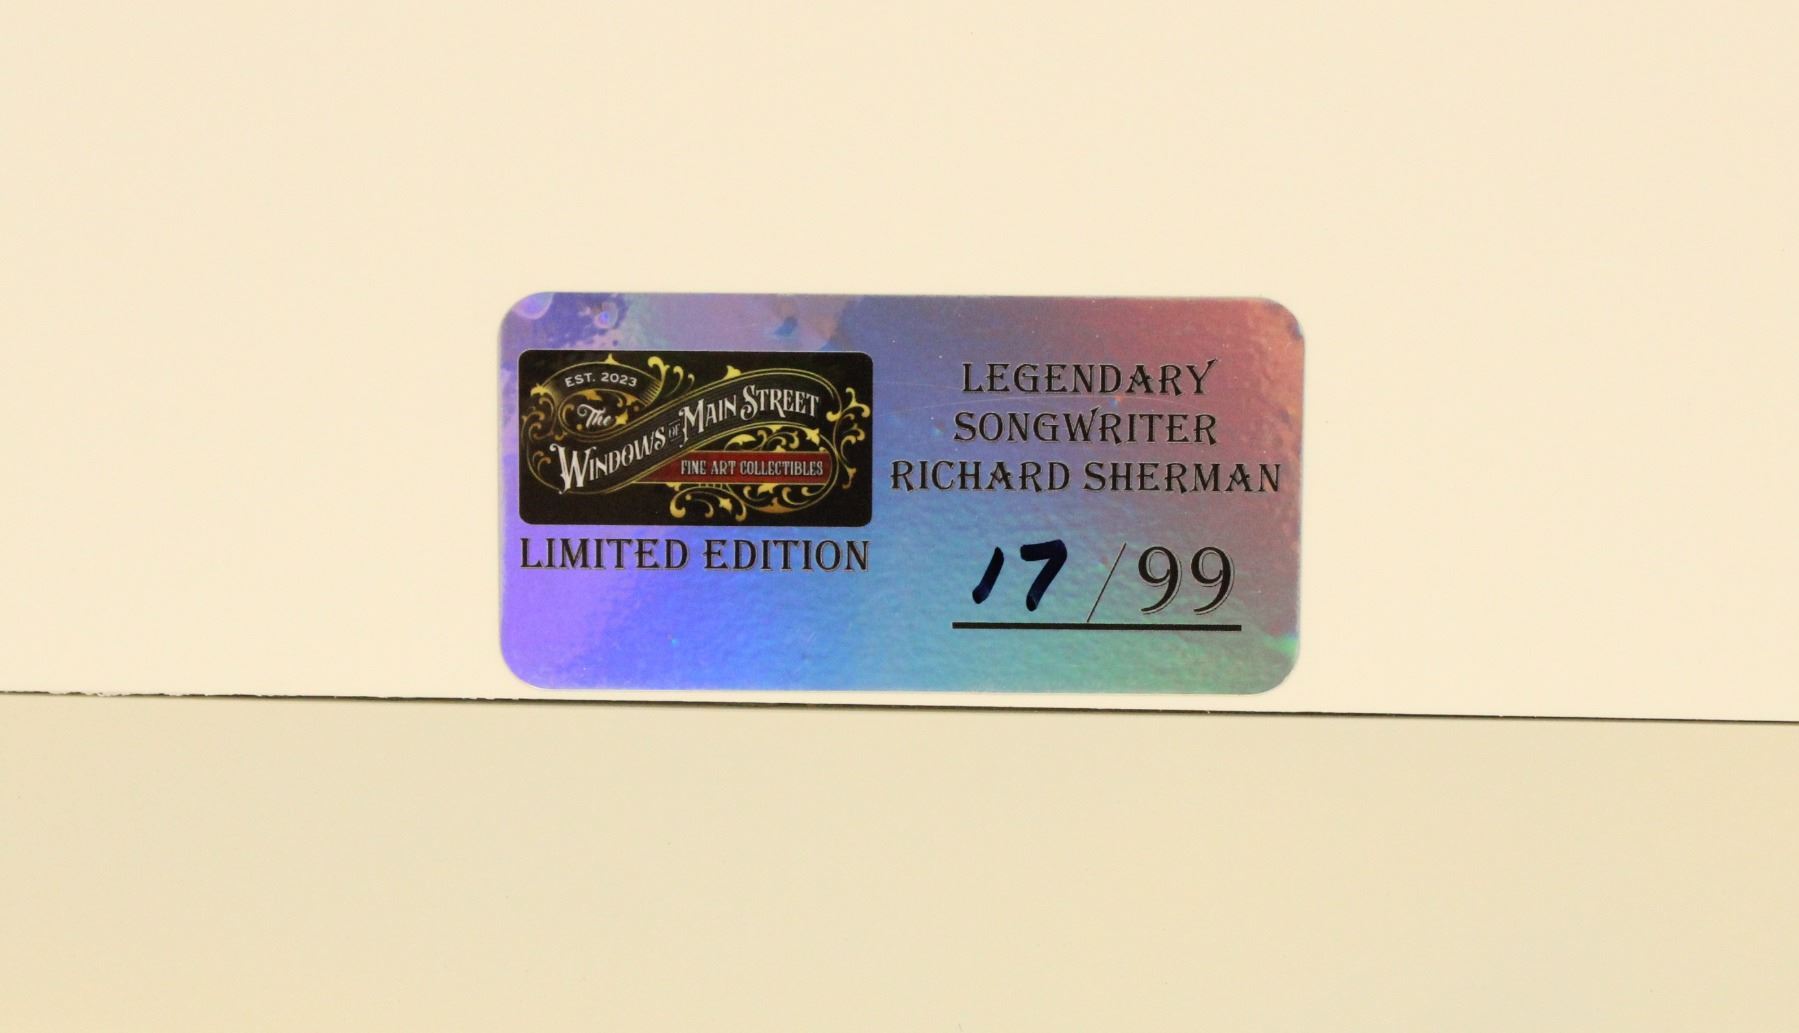 EST. 2023
The
WINDOWS OF MAIN STREET
FINE ART COLLECTIBLES
LIMITED EDITION
LEGENDARY
SONGWRITER
RICHARD SHERMAN
17/99